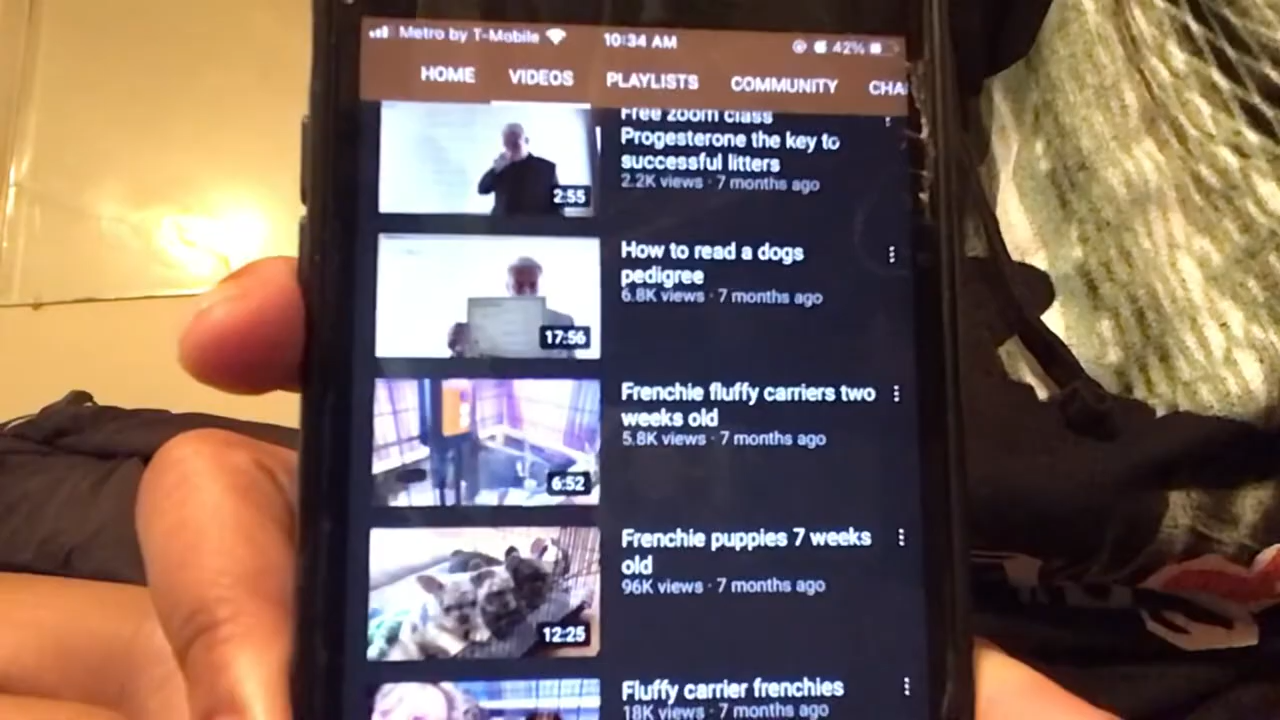 Metro by T-Mobile 10:34 AM 42%
HOME VIDEOS PLAYLISTS COMMUNITY CHA
Free zoom class
Progesterone the key to
successful litters
2.2K views · 7 months ago
2:55
How to read a dogs
pedigree
6.8K views · 7 months ago
17:56
Frenchie fluffy carriers two
weeks old
5.8K views · 7 months ago
6:52
Frenchie puppies 7 weeks
old
96K views · 7 months ago
12:25
Fluffy carrier frenchies
18K views · 7 months ago